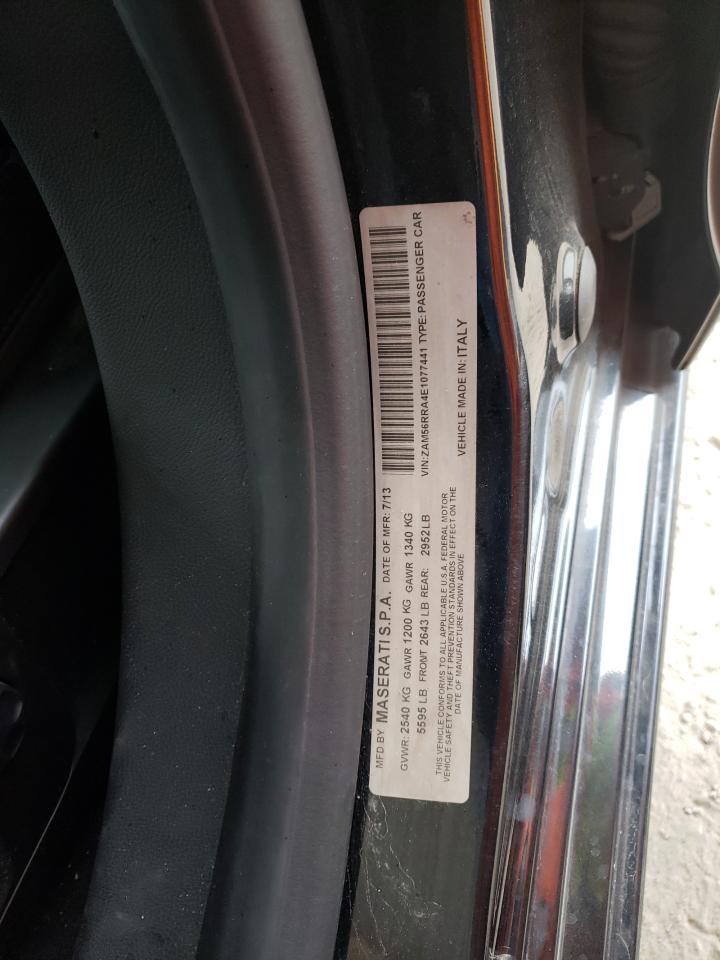 MFD BY MASERATI S.P.A. DATE OF MFR: 7/13
GVWR: 2540 KG GAWR 1200 KG GAWR 1340 KG
5595 LB FRONT 2643 LB REAR: 2952LB
THIS VEHICLE CONFORMS TO ALL APPLICABLE U.S.A. FEDERAL MOTOR
VEHICLE SAFETY AND THEFT PREVENTION STANDARDS IN EFFECT ON THE
DATE OF MANUFACTURE SHOWN ABOVE
VIN:ZAM56RRA4E1077441 TYPE:PASSENGER CAR
VEHICLE MADE IN: ITALY